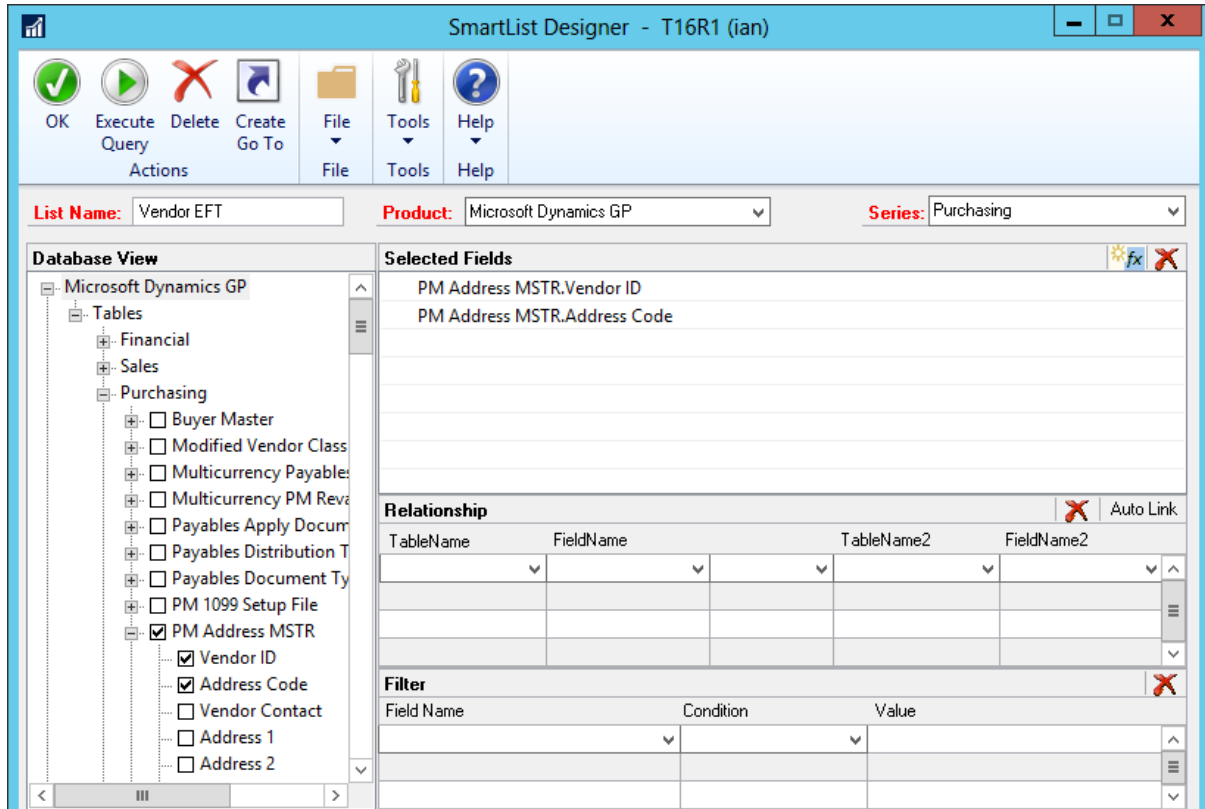 SmartList Designer - T16R1 (ian)
OK Execute Query Delete Create Go To File Tools Help
Actions File Tools Help
List Name: Vendor EFT Product: Microsoft Dynamics GP Series: Purchasing
Database View
Microsoft Dynamics GP
Tables
Financial
Sales
Purchasing
Buyer Master
Modified Vendor Class
Multicurrency Payables
Multicurrency PM Reva
Payables Apply Docum
Payables Distribution T
Payables Document Ty
PM 1099 Setup File
PM Address MSTR
Vendor ID
Address Code
Vendor Contact
Address 1
Address 2
Selected Fields fx
PM Address MSTR.Vendor ID
PM Address MSTR.Address Code
Relationship Auto Link
TableName FieldName TableName2 FieldName2
Filter
Field Name Condition Value